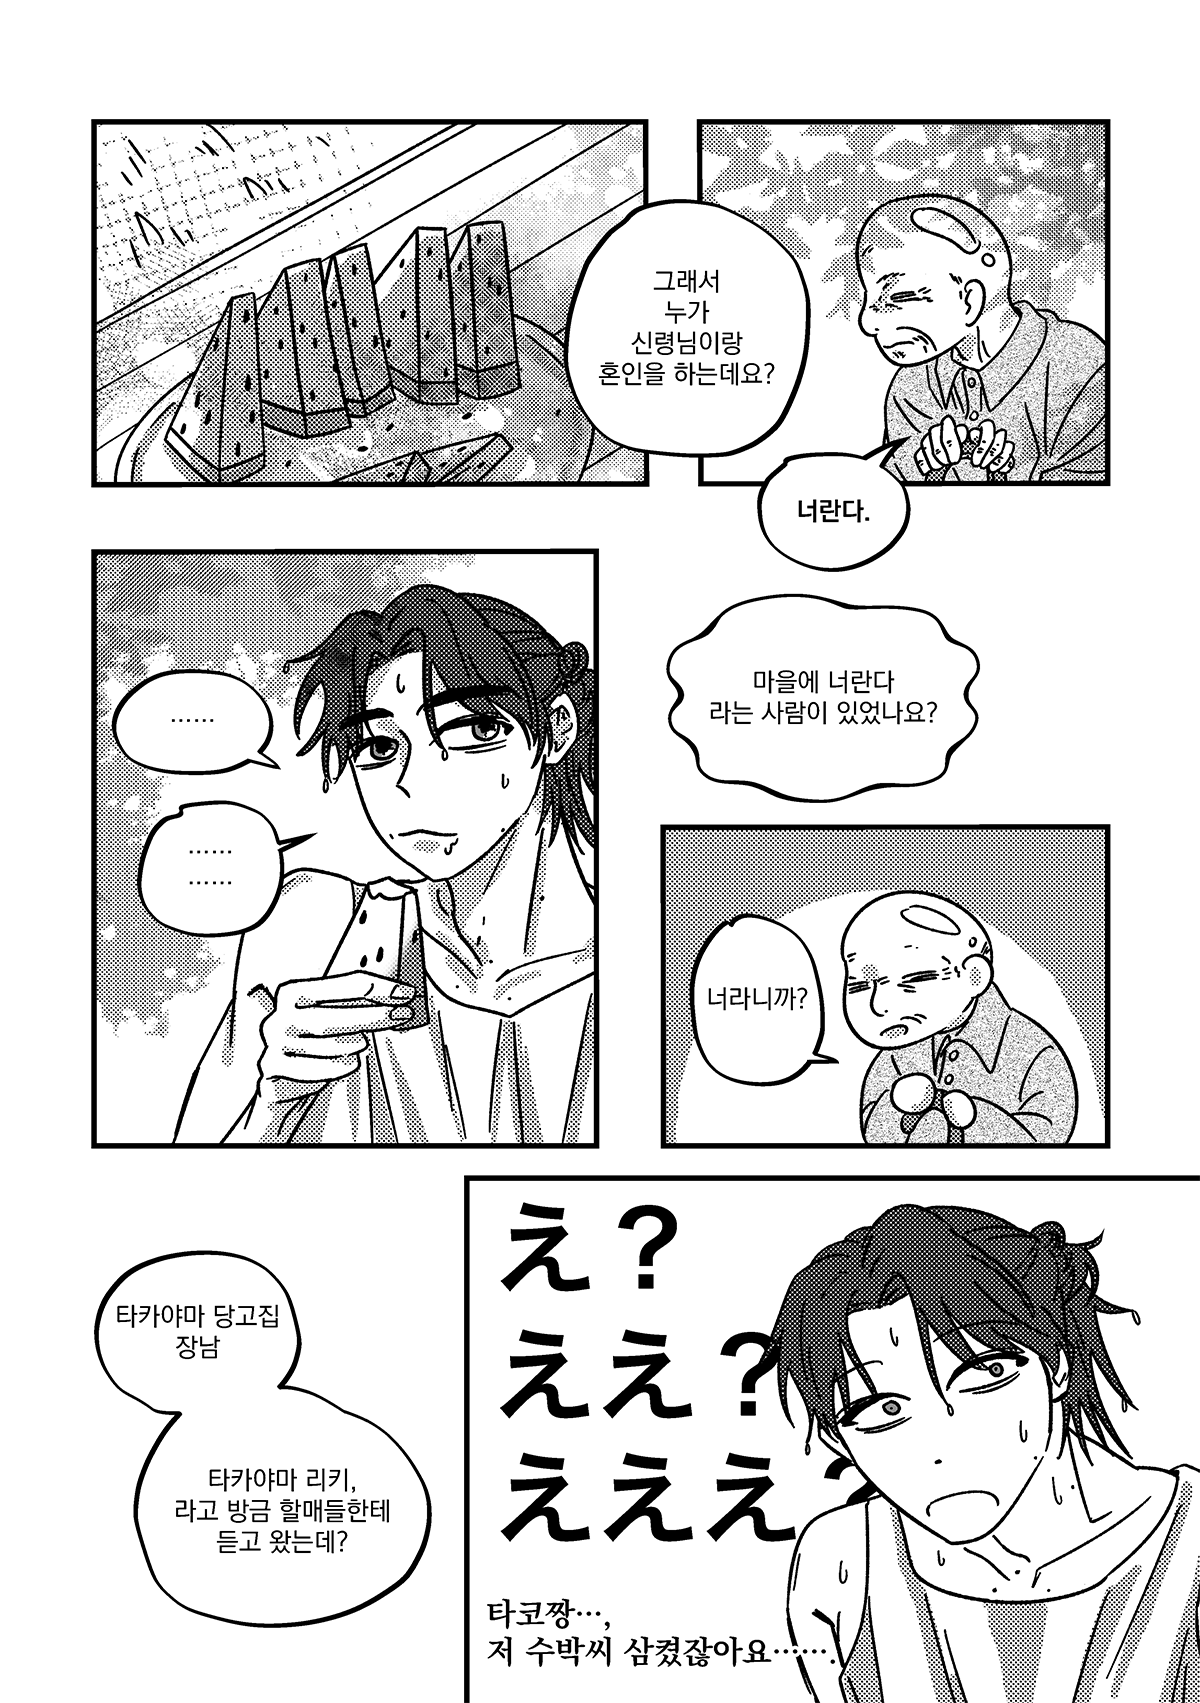 그래서
누가
신령님이랑
혼인을 하는데요?
너란다.
……
……
……
마을에 너란다
라는 사람이 있었나요?
너라니까?
타카야마 당고집
장남
타카야마 리키,
라고 방금 할매들한테
듣고 왔는데?
え？
ええ？
えええ？
타코짱…,
저 수박씨 삼켰잖아요…….